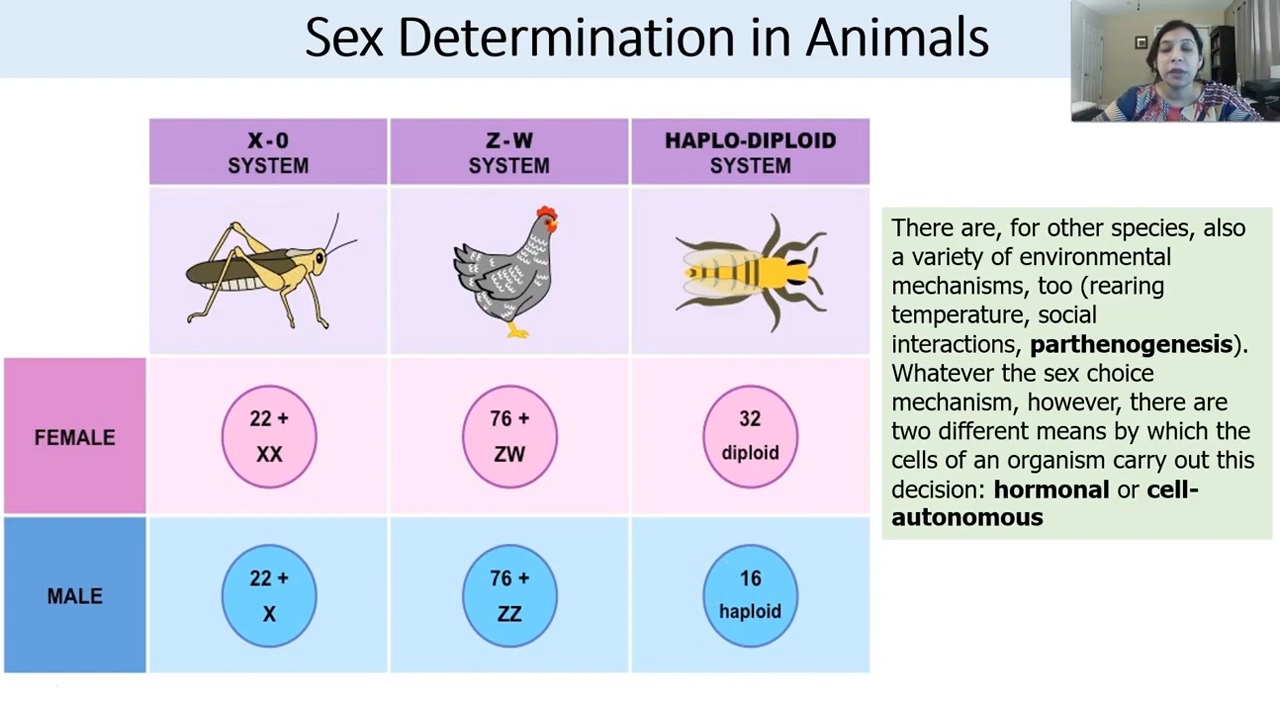 Sex Determination in Animals
X-0
SYSTEM
Z-W
SYSTEM
HAPLO-DIPLOID
SYSTEM
FEMALE
22 +
XX
76 +
ZW
32
diploid
MALE
22 +
X
76 +
ZZ
16
haploid
There are, for other species, also
a variety of environmental
mechanisms, too (rearing
temperature, social
interactions, parthenogenesis).
Whatever the sex choice
mechanism, however, there are
two different means by which the
cells of an organism carry out this
decision: hormonal or cell-
autonomous